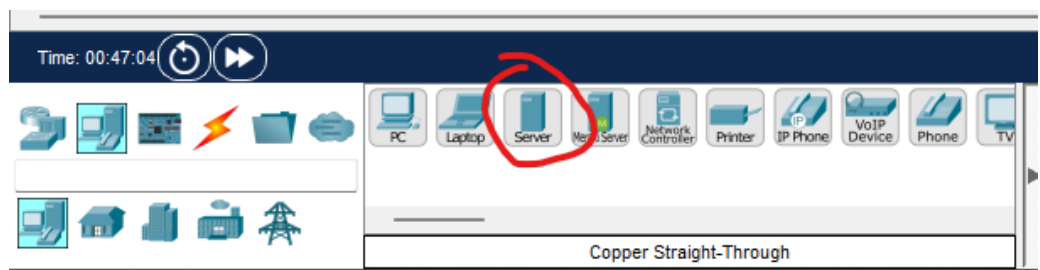 Time: 00:47:04
PC Laptop Server Server Network Controller Printer IP Phone VoIP Device Phone TV
IP
Copper Straight-Through